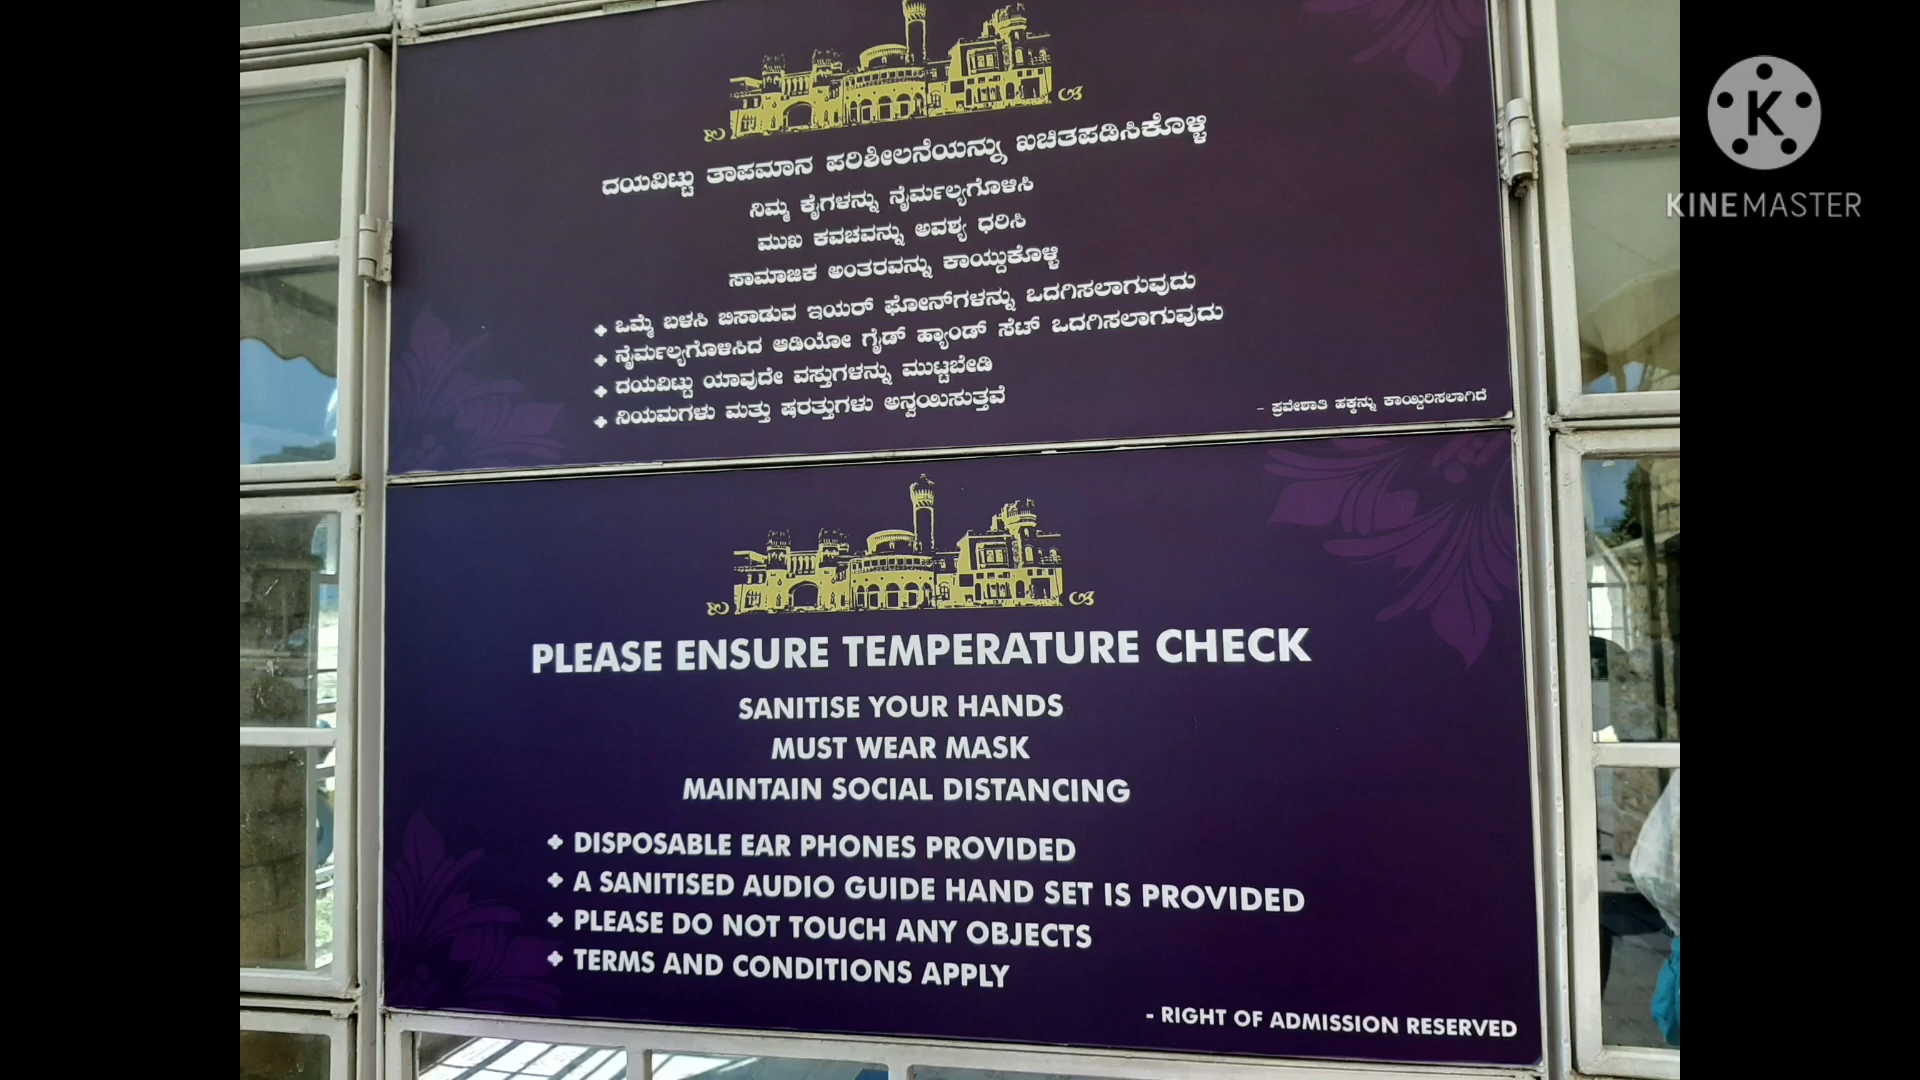 ದಯವಿಟ್ಟು ತಾಪಮಾನ ಪರಿಶೀಲನೆಯನ್ನು ಖಚಿತಪಡಿಸಿಕೊಳ್ಳಿ
ನಿಮ್ಮ ಕೈಗಳನ್ನು ನೈರ್ಮಲ್ಯಗೊಳಿಸಿ
ಮುಖ ಕವಚವನ್ನು ಅವಶ್ಯ ಧರಿಸಿ
ಸಾಮಾಜಿಕ ಅಂತರವನ್ನು ಕಾಯ್ದುಕೊಳ್ಳಿ
ಒಮ್ಮೆ ಬಳಸಿ ಬಿಸಾಡುವ ಇಯರ್ ಫೋನ್‌ಗಳನ್ನು ಒದಗಿಸಲಾಗುವುದು
ನೈರ್ಮಲ್ಯಗೊಳಿಸಿದ ಆಡಿಯೋ ಗೈಡ್ ಹ್ಯಾಂಡ್ ಸೆಟ್ ಒದಗಿಸಲಾಗುವುದು
ದಯವಿಟ್ಟು ಯಾವುದೇ ವಸ್ತುಗಳನ್ನು ಮುಟ್ಟಬೇಡಿ
ನಿಯಮಗಳು ಮತ್ತು ಷರತ್ತುಗಳು ಅನ್ವಯಿಸುತ್ತವೆ
- ಪ್ರವೇಶಾತಿ ಹಕ್ಕನ್ನು ಕಾಯ್ದಿರಿಸಲಾಗಿದೆ
PLEASE ENSURE TEMPERATURE CHECK
SANITISE YOUR HANDS
MUST WEAR MASK
MAINTAIN SOCIAL DISTANCING
DISPOSABLE EAR PHONES PROVIDED
A SANITISED AUDIO GUIDE HAND SET IS PROVIDED
PLEASE DO NOT TOUCH ANY OBJECTS
TERMS AND CONDITIONS APPLY
- RIGHT OF ADMISSION RESERVED
K
KINEMASTER